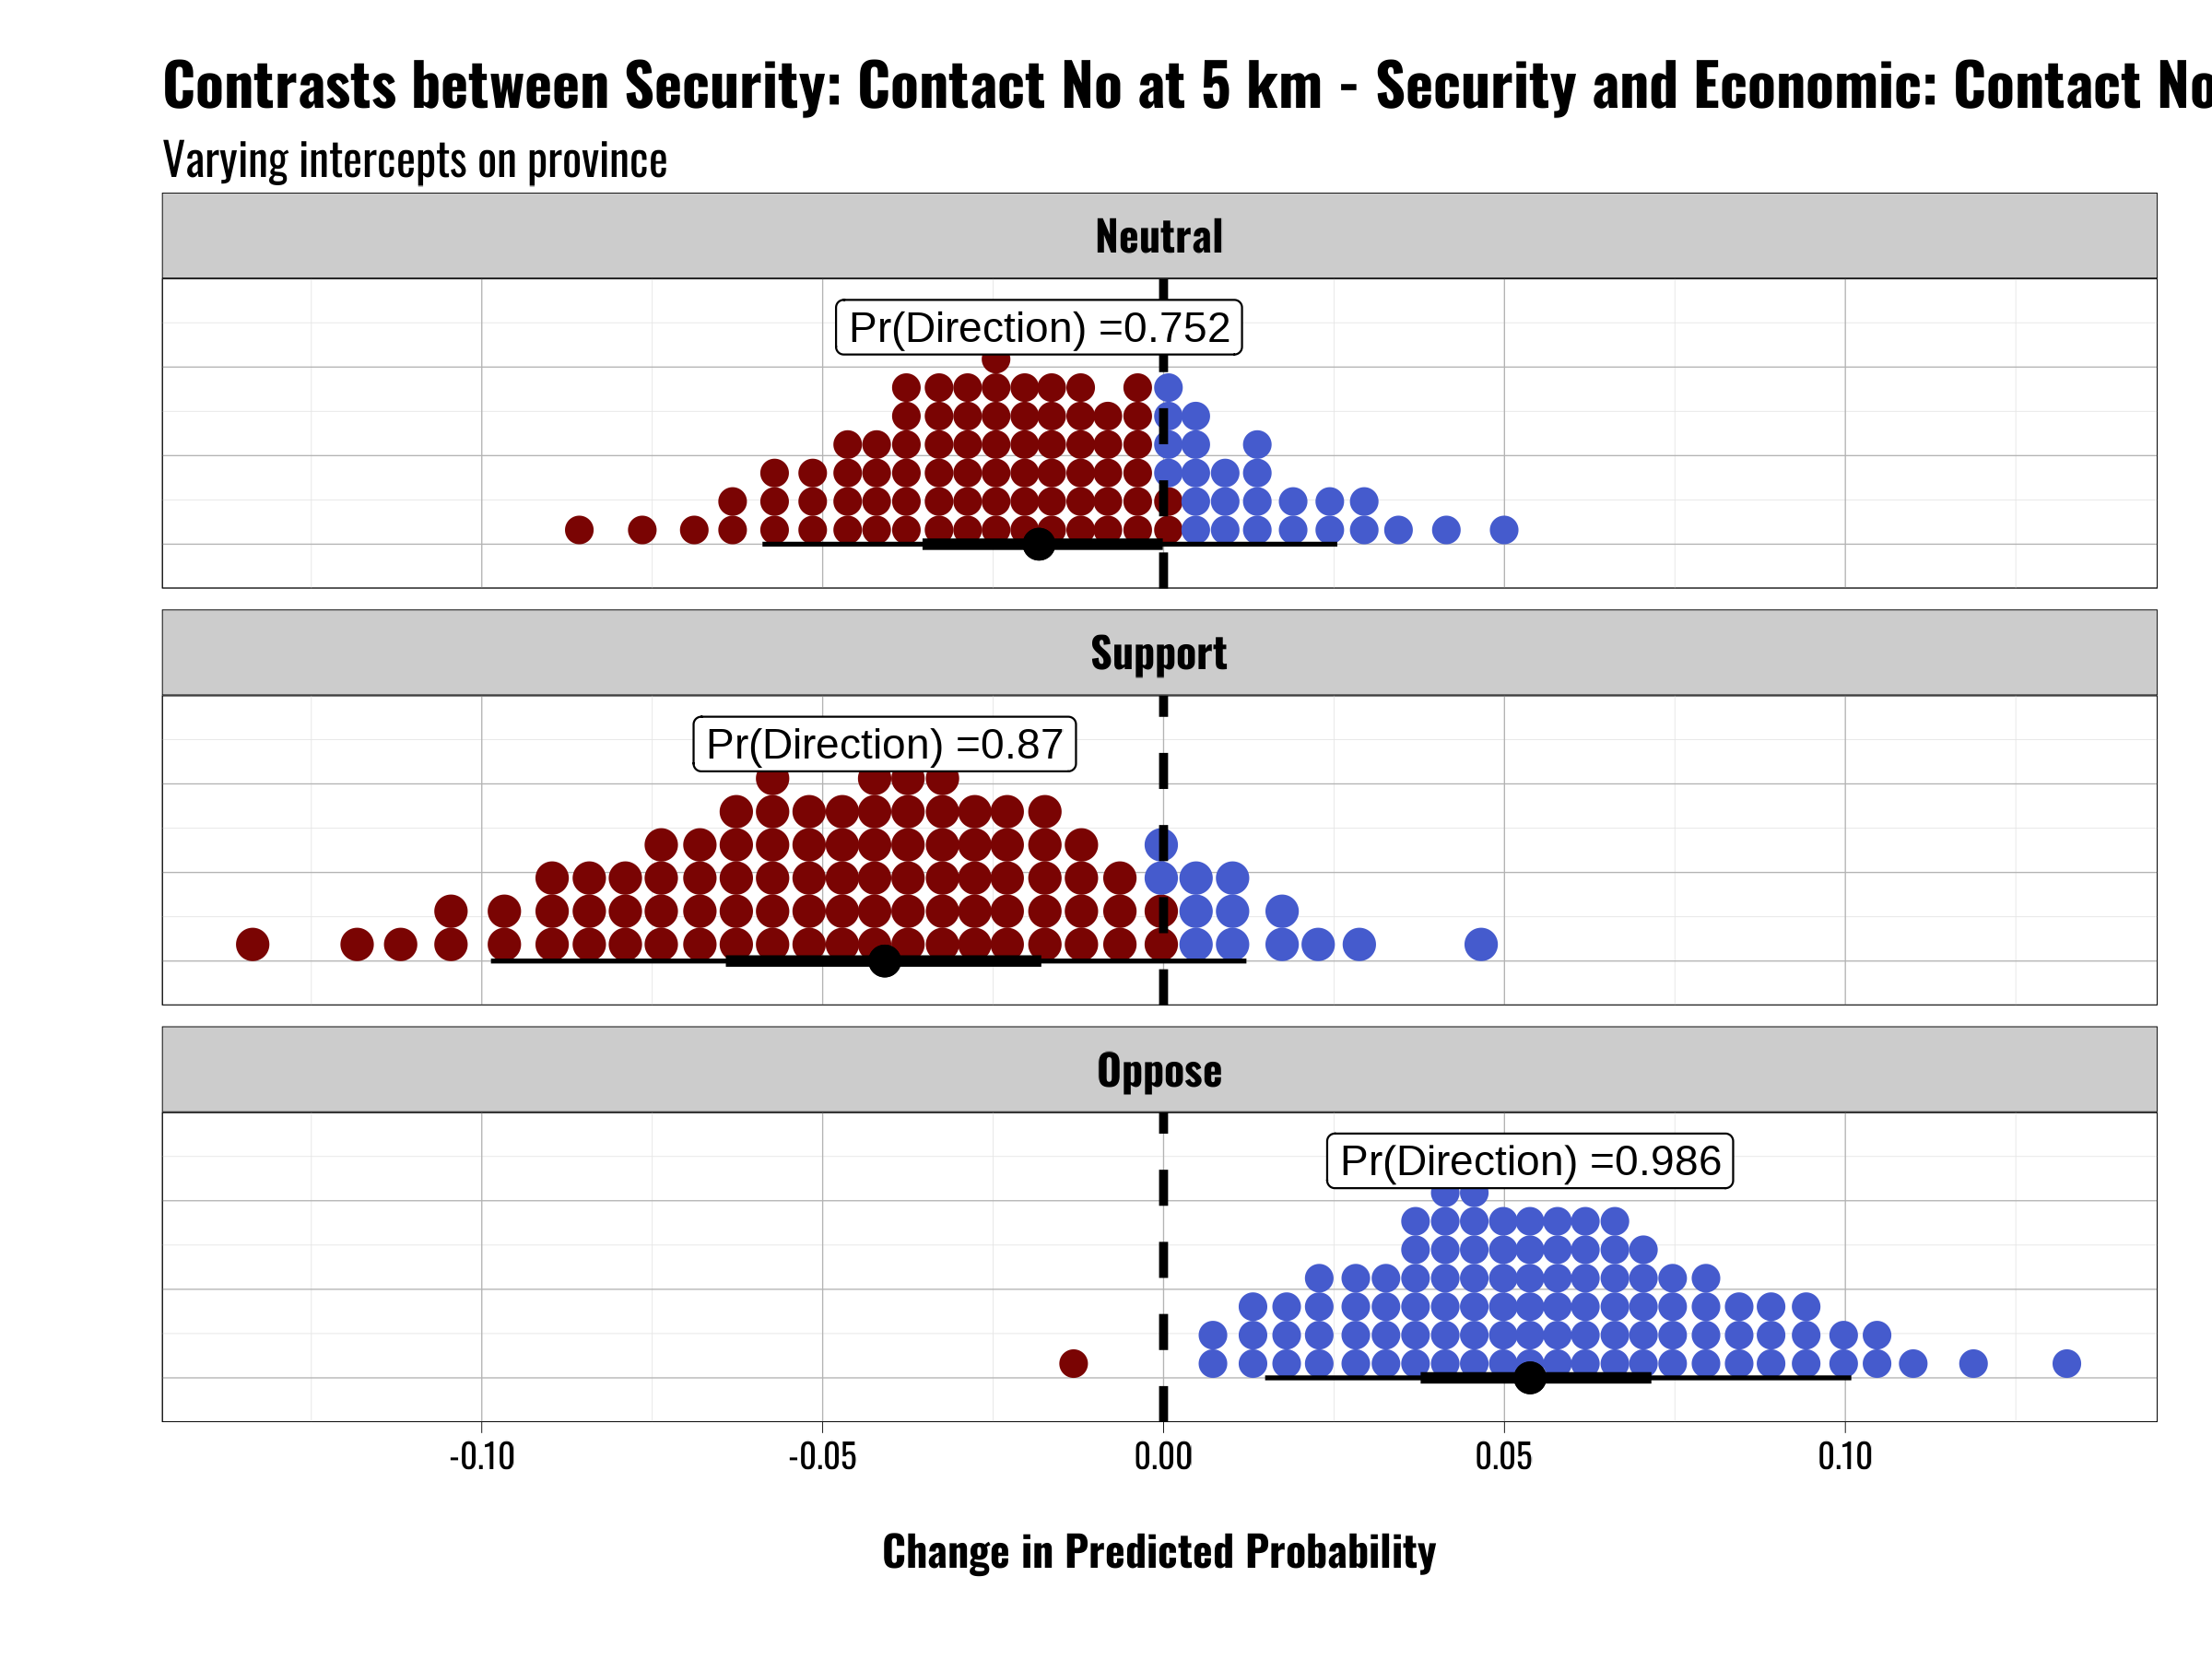 Contrasts between Security: Contact No at 5 km - Security and Economic: Contact No
Varying intercepts on province
Neutral
Pr(Direction) =0.752
Support
Pr(Direction) =0.87
Oppose
Pr(Direction) =0.986
-0.10 -0.05 0.00 0.05 0.10
Change in Predicted Probability